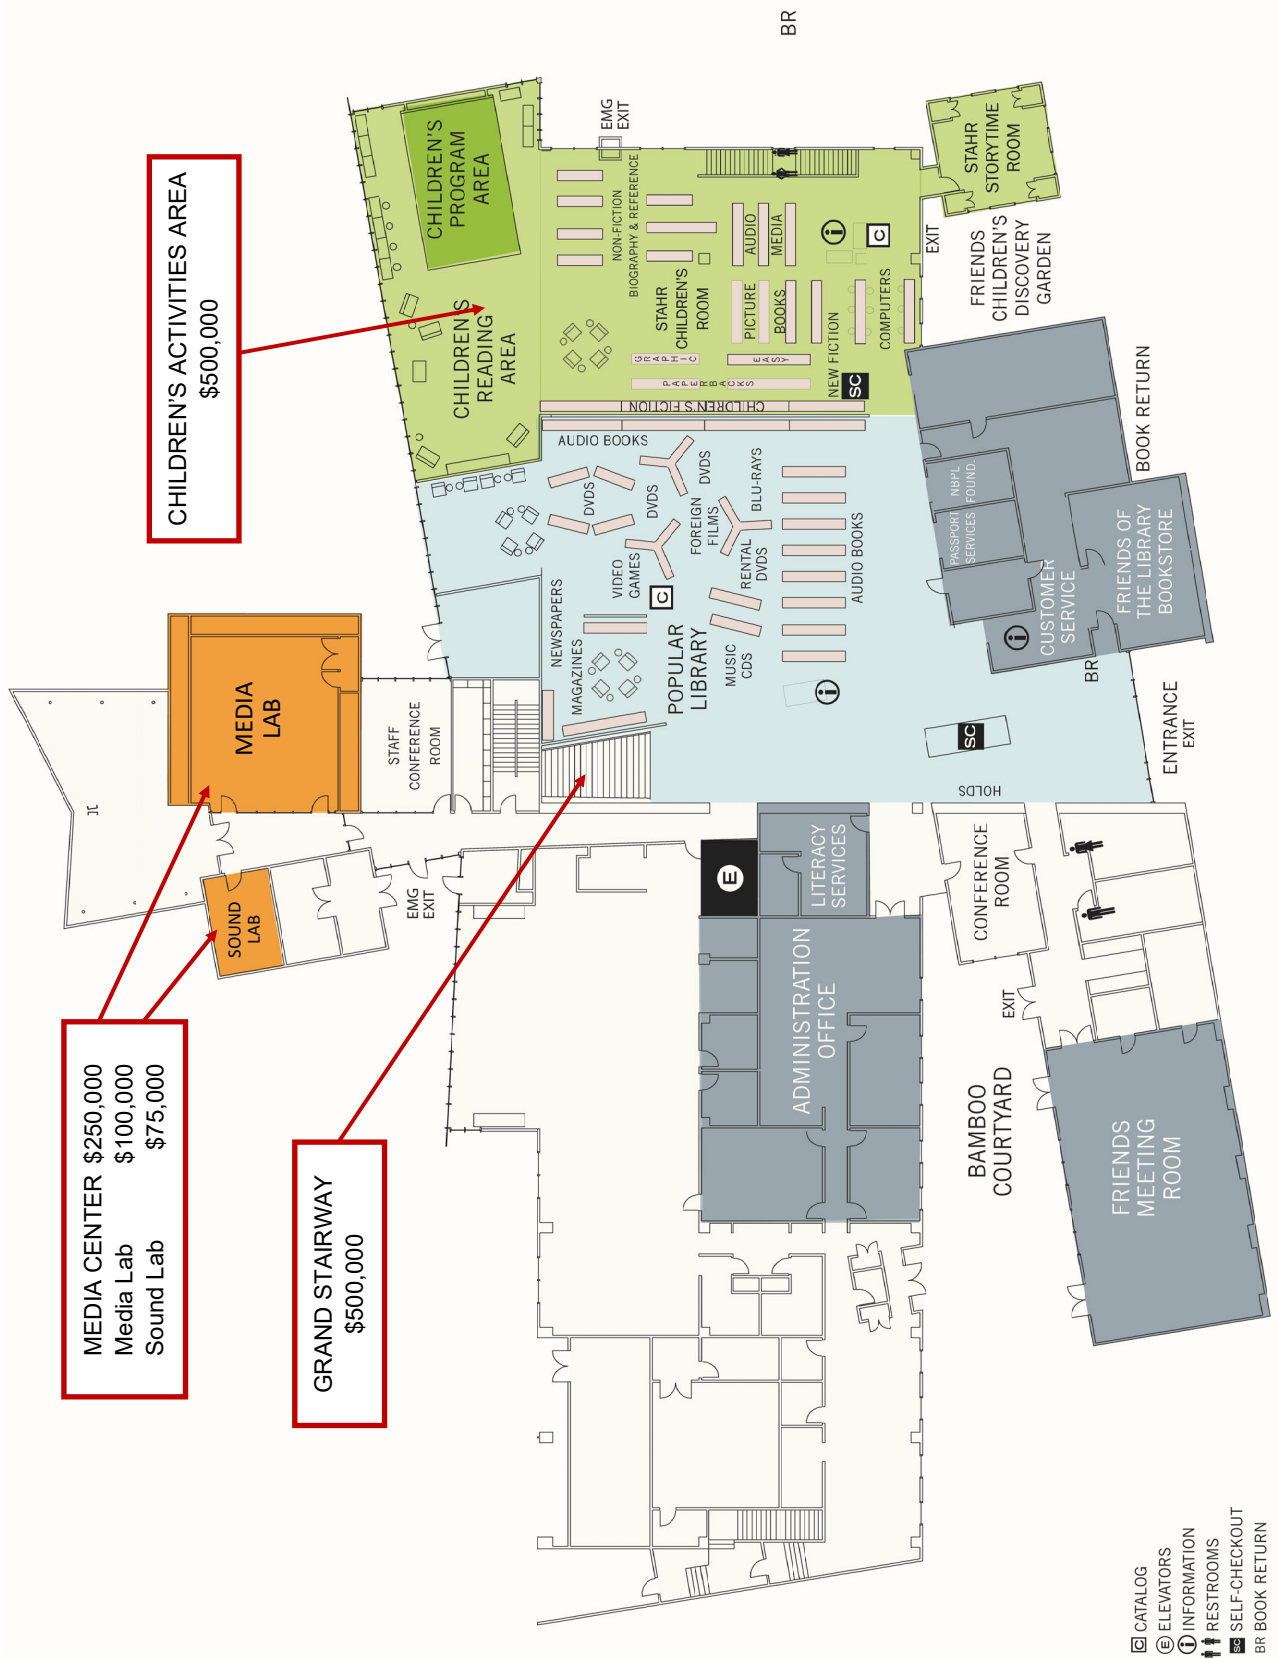 CHILDREN'S ACTIVITIES AREA
$500,000
MEDIA CENTER $250,000
Media Lab $100,000
Sound Lab $75,000
GRAND STAIRWAY
$500,000
MEDIA
LAB
SOUND
LAB
STAFF
CONFERENCE
ROOM
EMG
EXIT
CHILDREN'S
PROGRAM
AREA
CHILDREN'S
READING
AREA
EMG
EXIT
BR
NON-FICTION
BIOGRAPHY & REFERENCE
STAHR
CHILDREN'S
ROOM
AUDIO
MEDIA
PICTURE
BOOKS
GRAPHIC
EASY
PAPERBACKS
NEW FICTION
SC
COMPUTERS
CHILDREN'S FICTION
i
C
EXIT
STAHR
STORYTIME
ROOM
FRIENDS
CHILDREN'S
DISCOVERY
GARDEN
AUDIO BOOKS
DVDS
DVDS
DVDS
BLU-RAYS
FOREIGN
FILMS
VIDEO
GAMES
RENTAL
DVDS
AUDIO BOOKS
NEWSPAPERS
MAGAZINES
C
POPULAR
LIBRARY
MUSIC
CDS
i
SC
HOLDS
PASSPORT
SERVICES
NBPL
FOUND.
CUSTOMER
SERVICE
i
FRIENDS OF
THE LIBRARY
BOOKSTORE
BOOK RETURN
BR
ENTRANCE
EXIT
E
LITERACY
SERVICES
ADMINISTRATION
OFFICE
CONFERENCE
ROOM
EXIT
BAMBOO
COURTYARD
FRIENDS
MEETING
ROOM
C CATALOG
E ELEVATORS
i INFORMATION
RESTROOMS
SC SELF-CHECKOUT
BR BOOK RETURN